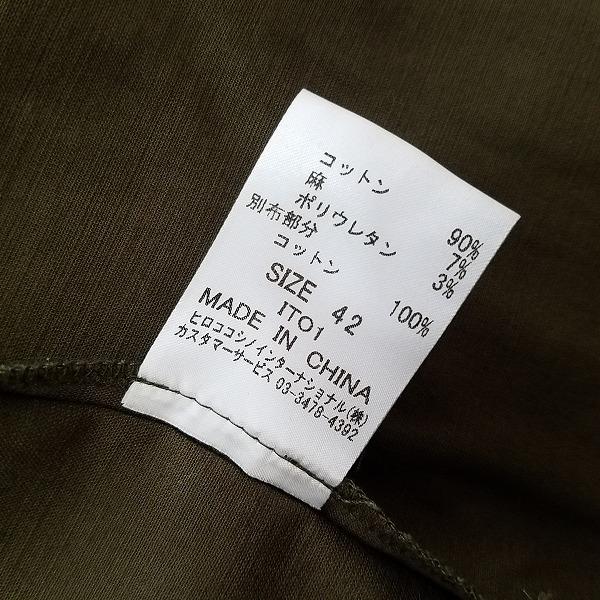 コットン 90%
麻 7%
ポリウレタン 3%
別布部分
コットン 100%
SIZE 42
ITO1
MADE IN CHINA
ヒロココシノインターナショナル(株)
カスタマーサービス 03-3478-4392